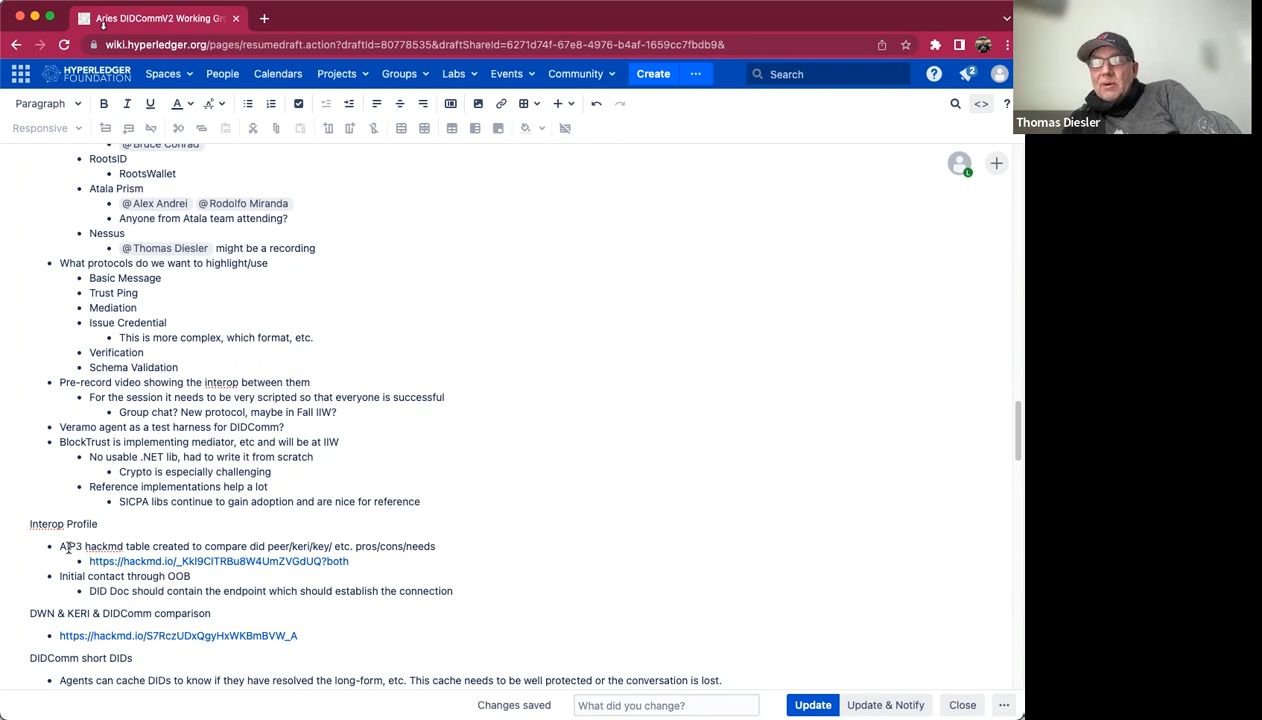 Aries DIDCommV2 Working Gr
wiki.hyperledger.org/pages/resumedraft.action?draftId=80778535&draftShareId=6271d74f-67e8-4976-b4af-1659cc7fbdb9&
HYPERLEDGER
FOUNDATION
Spaces People Calendars Projects Groups Labs Events Community Create Search 2
Paragraph B I U A
Responsive
@Bruce Conrad
RootsID
RootsWallet
Atala Prism
@Alex Andrei @Rodolfo Miranda
Anyone from Atala team attending?
Nessus
@Thomas Diesler might be a recording
What protocols do we want to highlight/use
Basic Message
Trust Ping
Mediation
Issue Credential
This is more complex, which format, etc.
Verification
Schema Validation
Pre-record video showing the interop between them
For the session it needs to be very scripted so that everyone is successful
Group chat? New protocol, maybe in Fall IIW?
Veramo agent as a test harness for DIDComm?
BlockTrust is implementing mediator, etc and will be at IIW
No usable .NET lib, had to write it from scratch
Crypto is especially challenging
Reference implementations help a lot
SICPA libs continue to gain adoption and are nice for reference
Interop Profile
AIP3 hackmd table created to compare did peer/keri/key/ etc. pros/cons/needs
https://hackmd.io/_KkI9ClTRBu8W4UmZVGdUQ?both
Initial contact through OOB
DID Doc should contain the endpoint which should establish the connection
DWN & KERI & DIDComm comparison
https://hackmd.io/S7RczUDxQgyHxWKBmBVW_A
DIDComm short DIDs
Agents can cache DIDs to know if they have resolved the long-form, etc. This cache needs to be well protected or the conversation is lost.
Changes saved What did you change? Update Update & Notify Close
Thomas Diesler